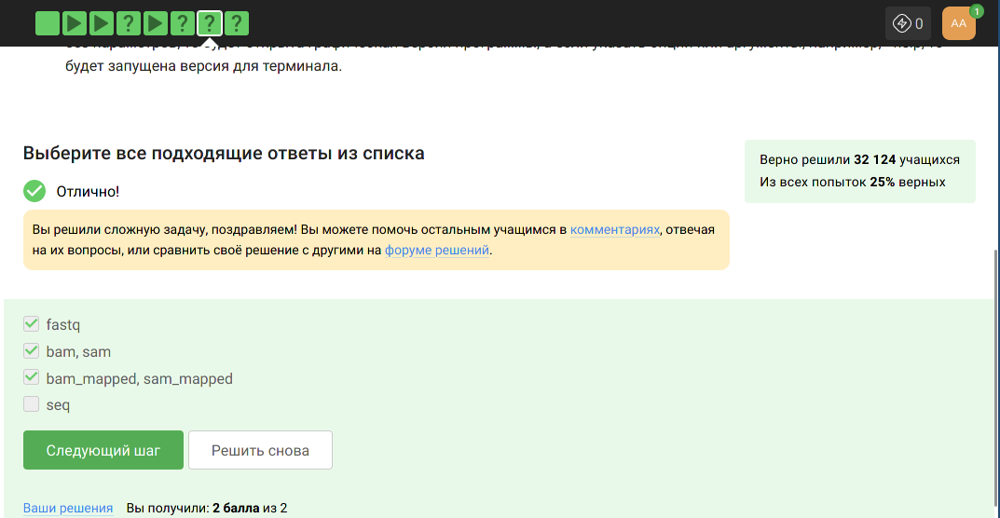 ? ? ? ?
0
AA
1
будет запущена версия для терминала.
Выберите все подходящие ответы из списка
Верно решили 32 124 учащихся
Из всех попыток 25% верных
Отлично!
Вы решили сложную задачу, поздравляем! Вы можете помочь остальным учащимся в комментариях, отвечая
на их вопросы, или сравнить своё решение с другими на форуме решений.
fastq
bam, sam
bam_mapped, sam_mapped
seq
Следующий шаг
Решить снова
Ваши решения Вы получили: 2 балла из 2